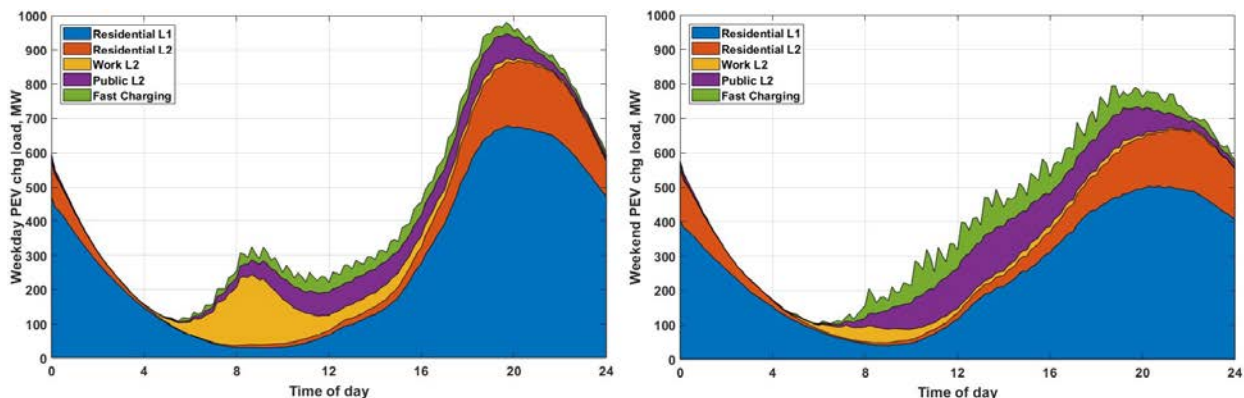 Weekday PEV chg load, MW
1000
900
800
700
600
500
400
300
200
100
0
Residential L1
Residential L2
Work L2
Public L2
Fast Charging
0 4 8 12 16 20 24
Time of day
Weekend PEV chg load, MW
1000
900
800
700
600
500
400
300
200
100
0
Residential L1
Residential L2
Work L2
Public L2
Fast Charging
0 4 8 12 16 20 24
Time of day